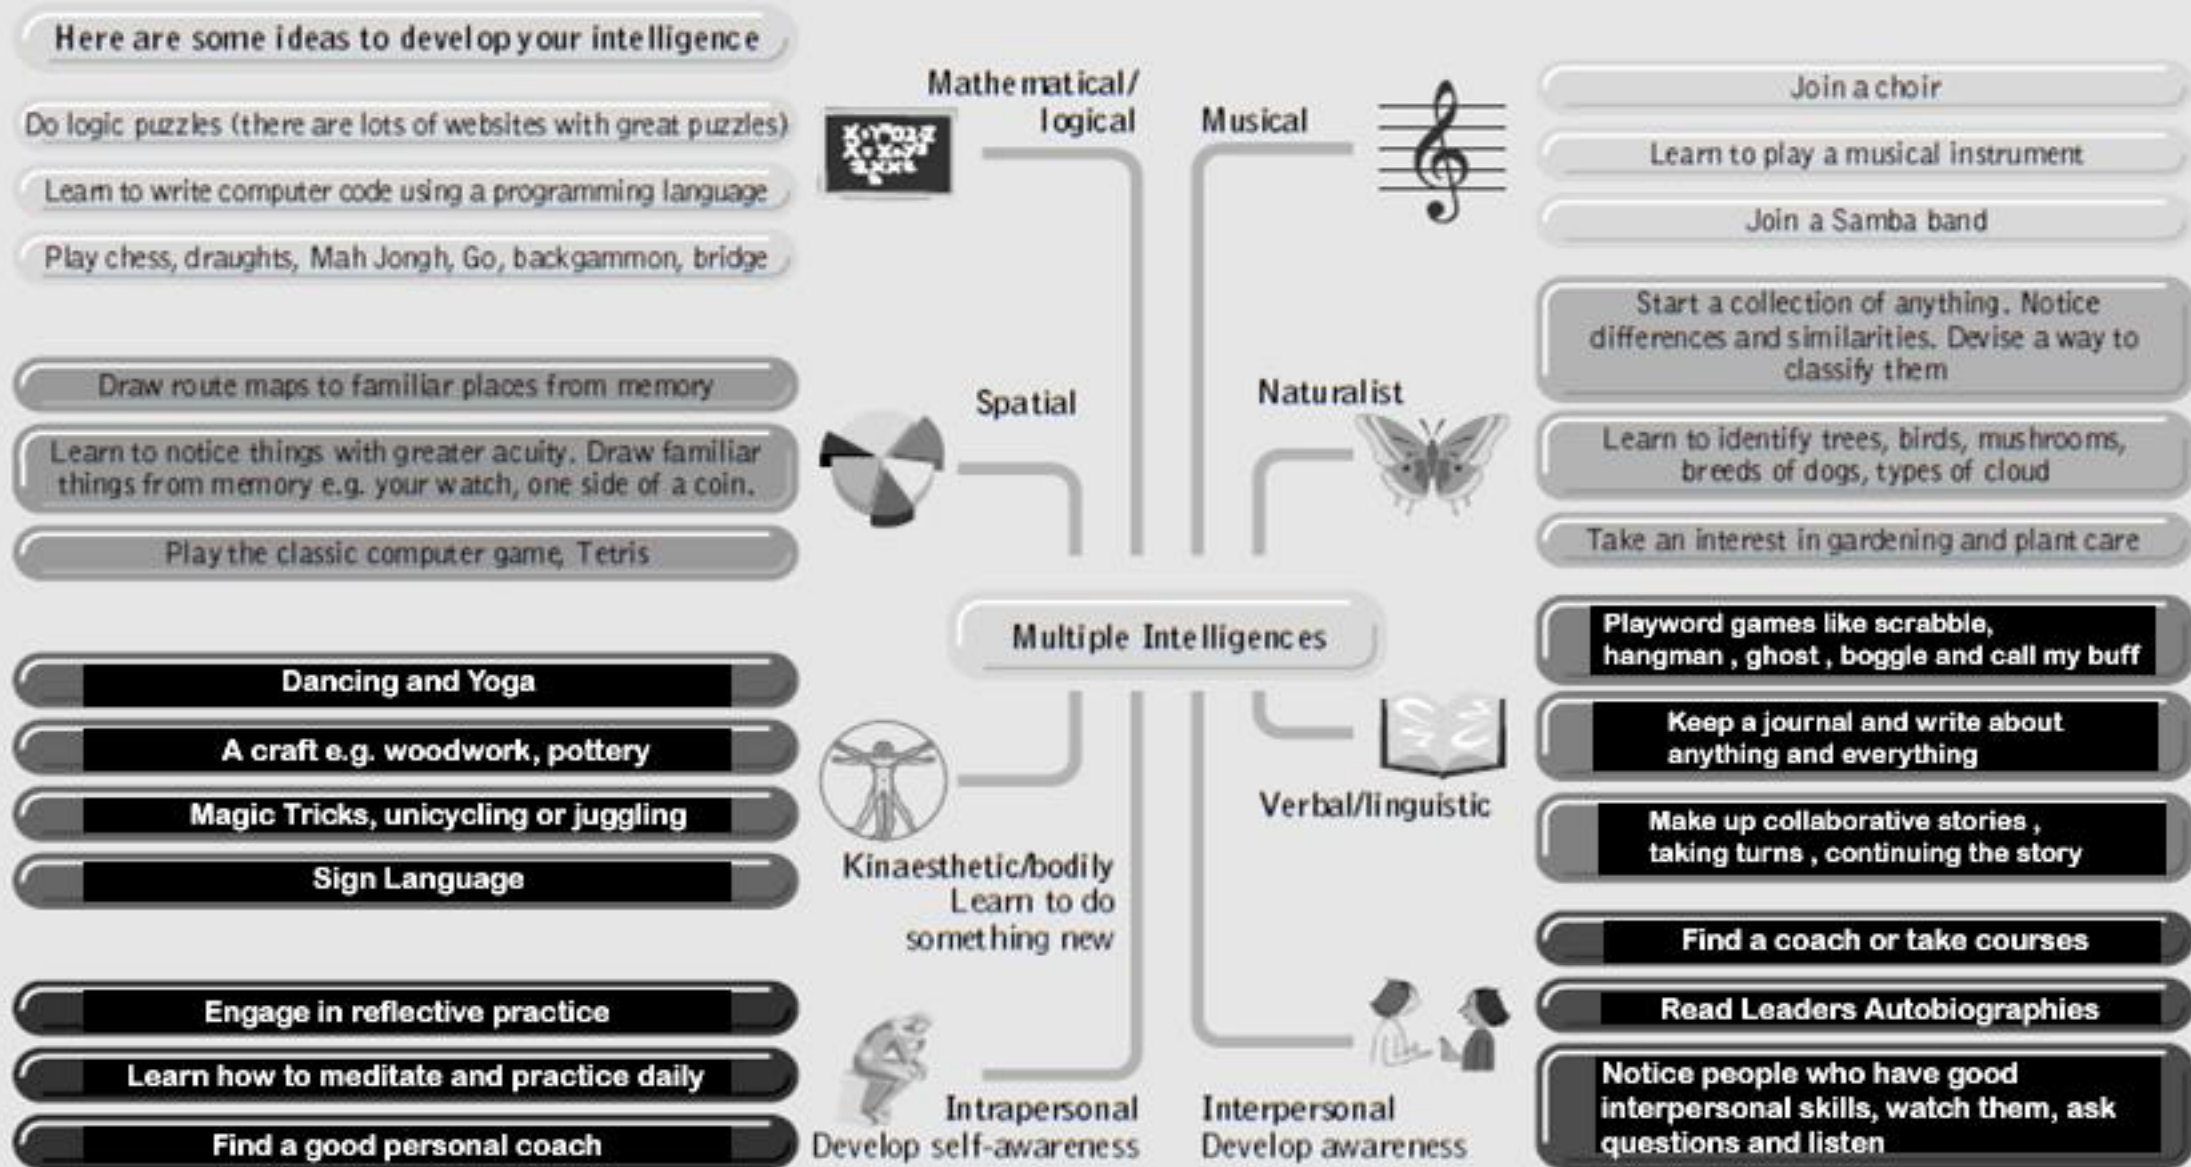 Here are some ideas to develop your intelligence
Do logic puzzles (there are lots of websites with great puzzles)
Learn to write computer code using a programming language
Play chess, draughts, Mah Jongh, Go, backgammon, bridge
Mathematical/
logical
Musical
Join a choir
Learn to play a musical instrument
Join a Samba band
Draw route maps to familiar places from memory
Learn to notice things with greater acuity. Draw familiar
things from memory e.g. your watch, one side of a coin.
Play the classic computer game, Tetris
Spatial
Naturalist
Start a collection of anything. Notice
differences and similarities. Devise a way to
classify them
Learn to identify trees, birds, mushrooms,
breeds of dogs, types of cloud
Take an interest in gardening and plant care
Multiple Intelligences
Dancing and Yoga
A craft e.g. woodwork, pottery
Magic Tricks, unicycling or juggling
Sign Language
Kinaesthetic/bodily
Learn to do
something new
Verbal/linguistic
Playword games like scrabble,
hangman , ghost , boggle and call my buff
Keep a journal and write about
anything and everything
Make up collaborative stories ,
taking turns , continuing the story
Engage in reflective practice
Learn how to meditate and practice daily
Find a good personal coach
Intrapersonal
Develop self-awareness
Interpersonal
Develop awareness
Find a coach or take courses
Read Leaders Autobiographies
Notice people who have good
interpersonal skills, watch them, ask
questions and listen